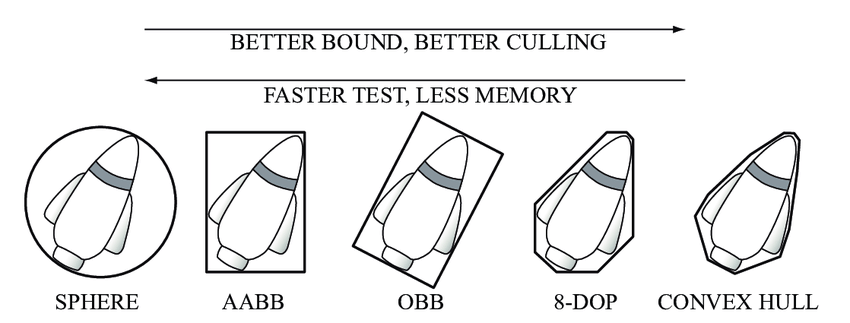 BETTER BOUND, BETTER CULLING
FASTER TEST, LESS MEMORY
SPHERE AABB OBB 8-DOP CONVEX HULL